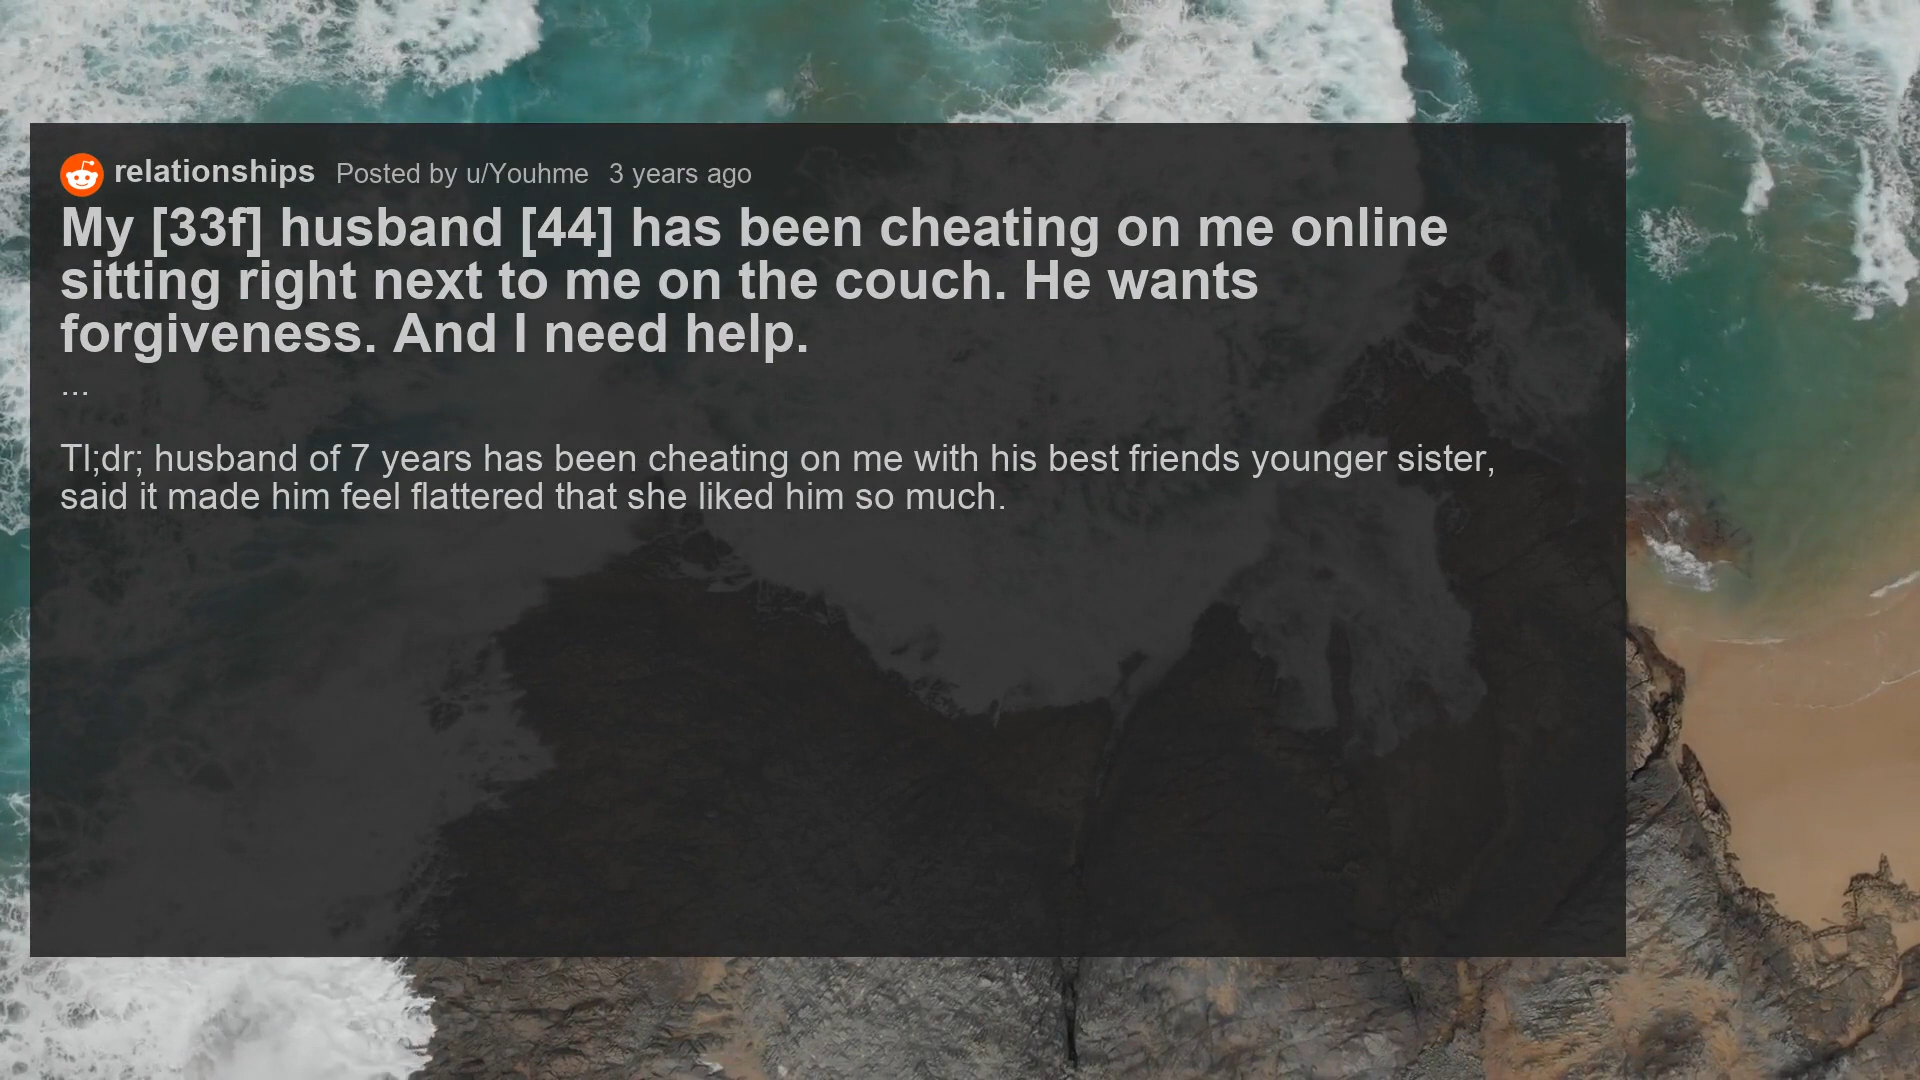 relationships Posted by u/Youhme 3 years ago
My [33f] husband [44] has been cheating on me online
sitting right next to me on the couch. He wants
forgiveness. And I need help.
...
Tl;dr; husband of 7 years has been cheating on me with his best friends younger sister,
said it made him feel flattered that she liked him so much.